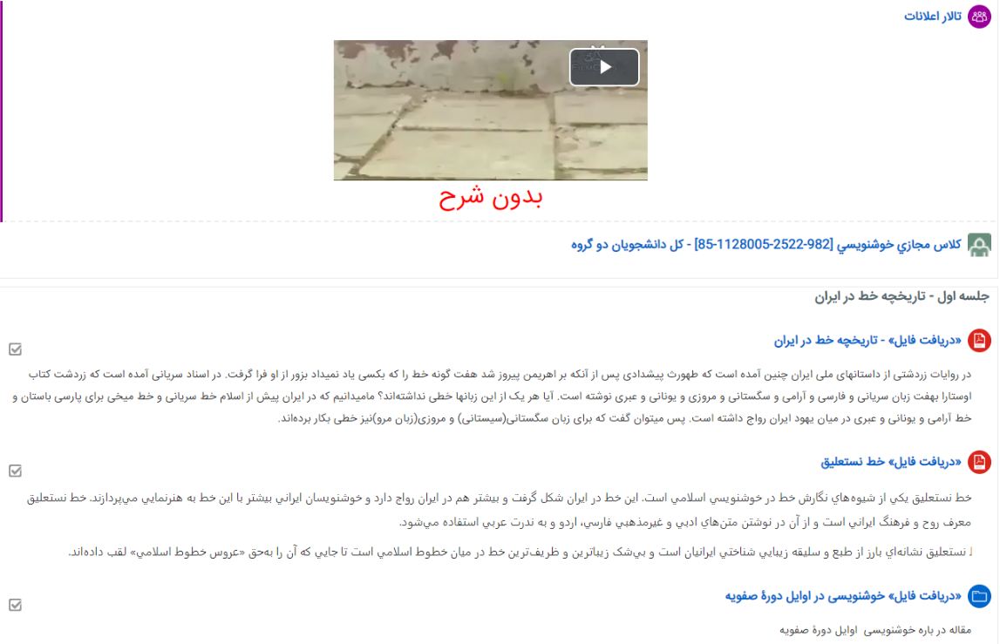 تالار اعلانات
بدون شرح
کلاس مجازي خوشنويسي [982-2522-1128005-85] - کل دانشجويان دو گروه
جلسه اول - تاریخچه خط در ایران
«دریافت فایل» - تاریخچه خط در ایران
در روایات زردشتی از داستانهای ملی ایران چنین آمده است که طهورث پیشدادی پس از آنکه بر اهریمن پیروز شد هفت گونه خط را که بکسی یاد نمیداد بزور از او فرا گرفت. در اسناد سریانی آمده است که زردشت کتاب
اوستارا بهفت زبان سریانی و فارسی و آرامی و سگستانی و مروزی و یونانی و عبری نوشته است. آیا هر یک از این زبانها خطی نداشته‌اند؟ مامیدانیم که در ایران پیش از اسلام خط سریانی و خط میخی برای پارسی باستان و
خط آرامی و یونانی و عبری در میان یهود ایران رواج داشته است. پس میتوان گفت که برای زبان سگستانی(سیستانی) و مروزی(زبان مرو)نیز خطی بکار برده‌اند.
«دریافت فایل» خط نستعلیق
خط نستعليق يکي از شيوه‌هاي نگارش خط در خوشنويسي اسلامي است. اين خط در ايران شکل گرفت و بيشتر هم در ايران رواج دارد و خوشنويسان ايراني بيشتر با اين خط به هنرنمايي مي‌پردازند. خط نستعليق
معرف روح و فرهنگ ايراني است و از آن در نوشتن متن‌هاي ادبي و غيرمذهبي فارسي، اردو و به ندرت عربي استفاده مي‌شود.
نستعليق نشانه‌اي بارز از طبع و سليقه زيبايي شناختي ايرانيان است و بي‌شک زيباترين و ظريف‌ترين خط در ميان خطوط اسلامي است تا جايي که آن را به‌حق «عروس خطوط اسلامي» لقب داده‌اند.
«دریافت فایل» خوشنویسی در اوایل دورهٔ صفویه
مقاله در باره خوشنویسی اوایل دورهٔ صفویه